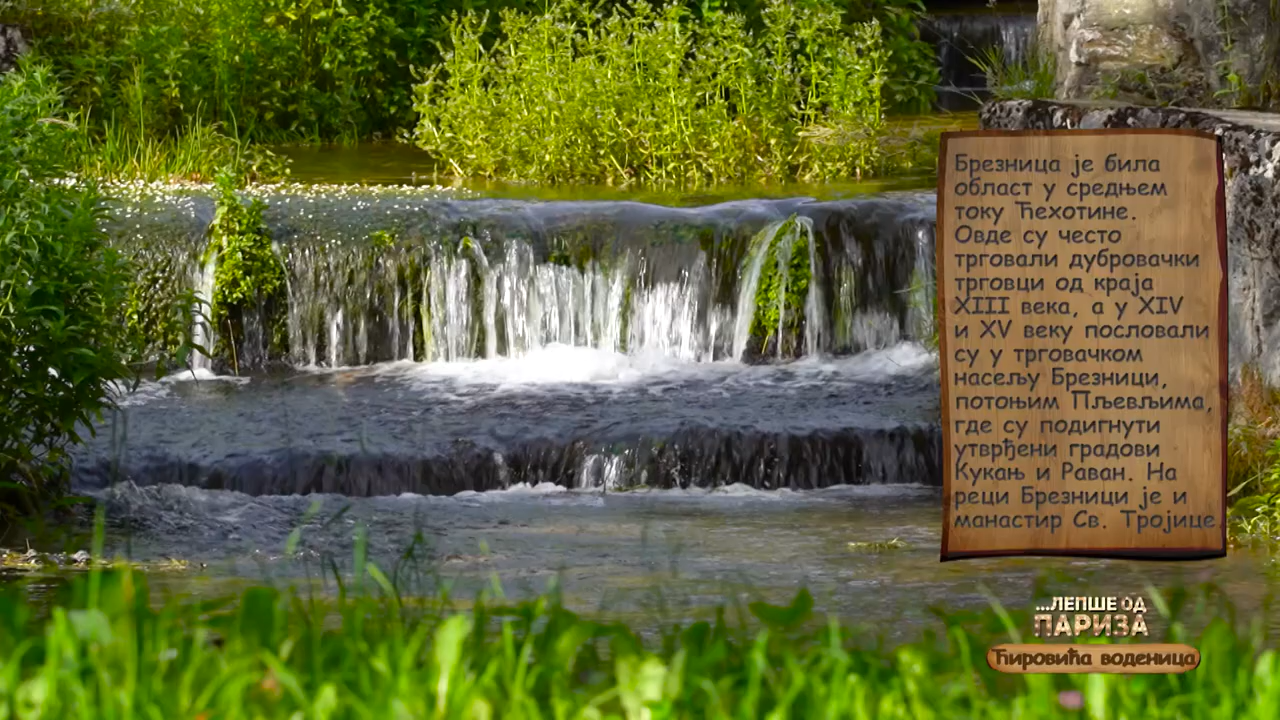 Брезница је била
област у средњем
току Ћехотине.
Овде су често
трговали дубровачки
трговци од краја
XIII века, а у XIV
и XV веку пословали
су у трговачком
насељу Брезници,
потоњим Пљевљима,
где су подигнути
утврђени градови
Кукањ и Раван. На
реци Брезници је и
манастир Св. Тројице
...ЛЕПШЕ ОД
ПАРИЗА
Ћировића воденица